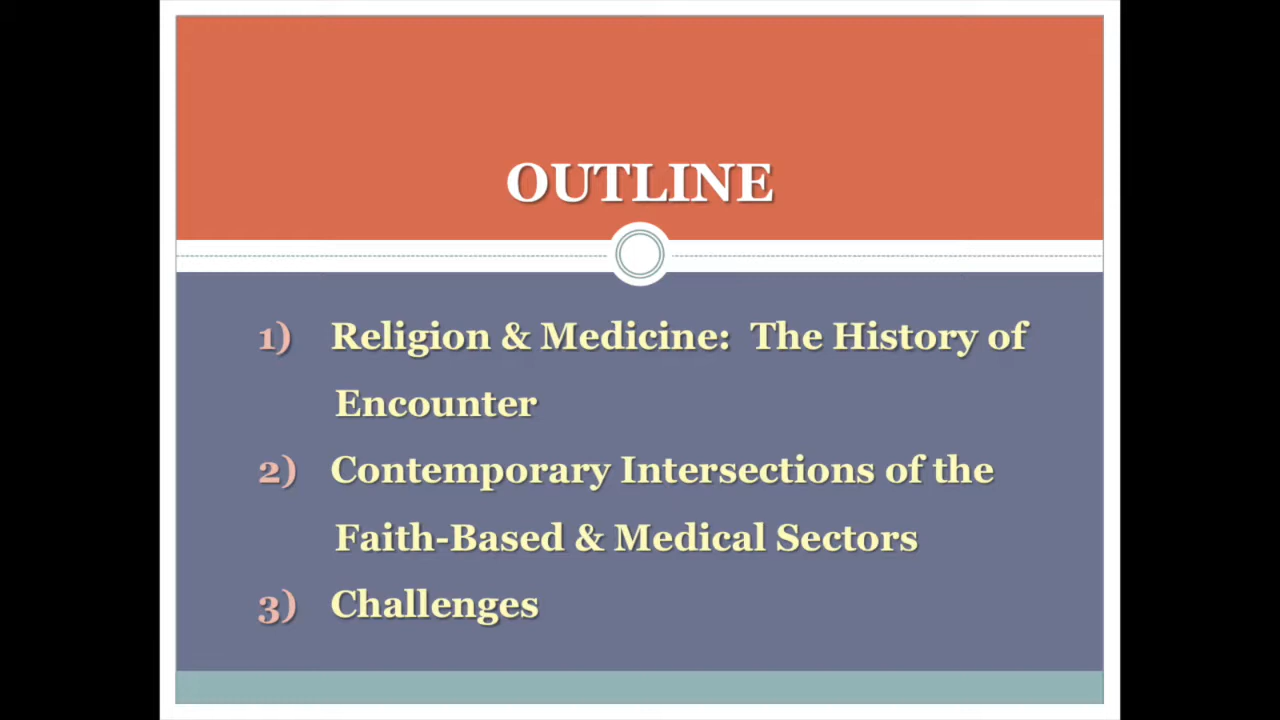 OUTLINE
1) Religion & Medicine: The History of
Encounter
2) Contemporary Intersections of the
Faith-Based & Medical Sectors
3) Challenges